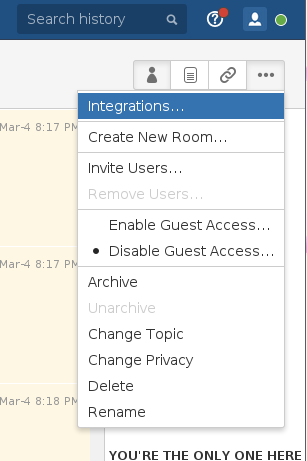 Search history
Integrations...
Mar-4 8:17 PM
Create New Room...
Invite Users...
Remove Users...
Enable Guest Access...
• Disable Guest Access...
Mar-4 8:17 PM
Archive
Unarchive
Change Topic
Change Privacy
Delete
Mar-4 8:18 PM
Rename
YOU'RE THE ONLY ONE HERE